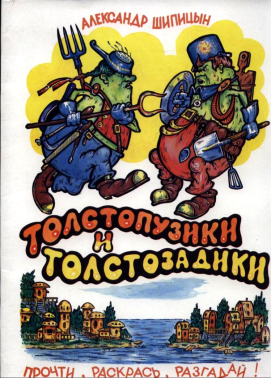 АЛЕКСАНДР ШИПИЦЫН
ТОЛСТОПУЗИКИ
И
ТОЛСТОЗАДИКИ
ПРОЧТИ, РАСКРАСЬ, РАЗГАДАЙ!